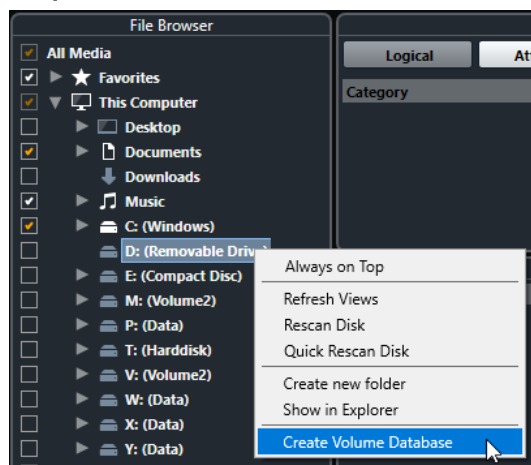 File Browser
All Media
Favorites
This Computer
Desktop
Documents
Downloads
Music
C: (Windows)
D: (Removable Drive)
E: (Compact Disc)
M: (Volume2)
P: (Data)
T: (Harddisk)
V: (Volume2)
W: (Data)
X: (Data)
Y: (Data)
Logical
Category
Always on Top
Refresh Views
Rescan Disk
Quick Rescan Disk
Create new folder
Show in Explorer
Create Volume Database